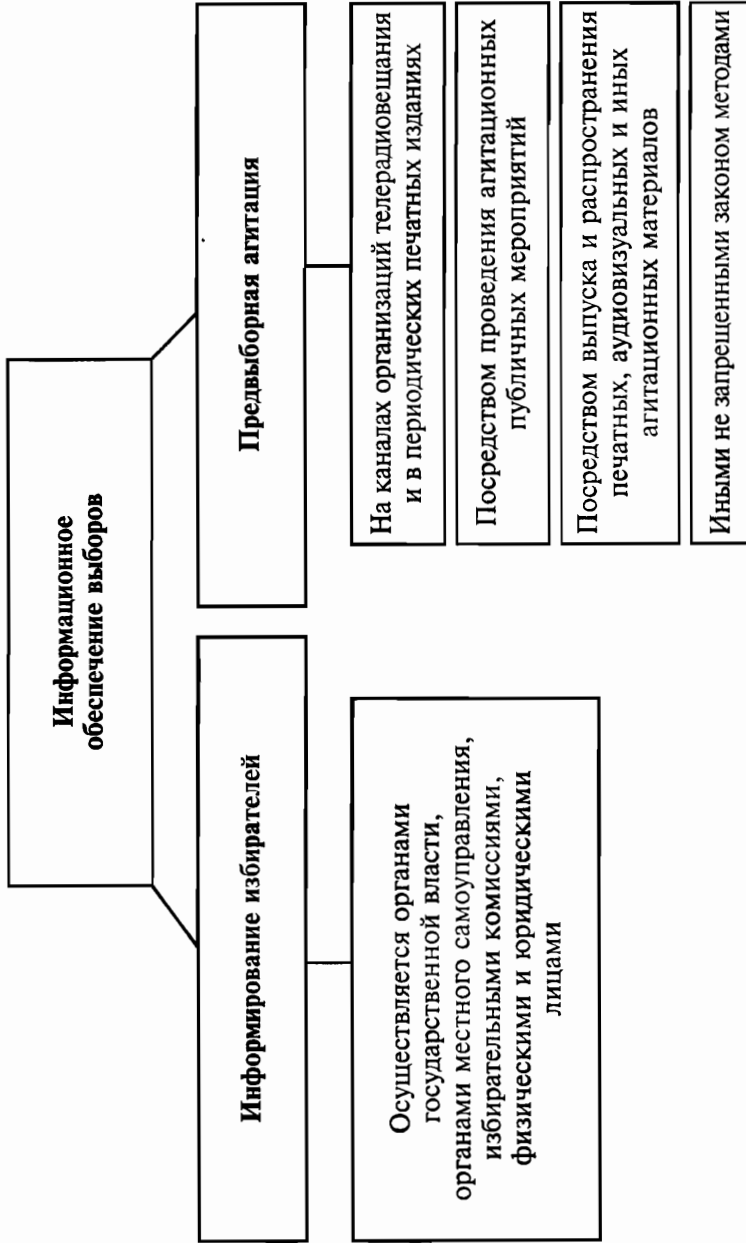 Информационное
обеспечение выборов
Информирование избирателей
Осуществляется органами
государственной власти,
органами местного самоуправления,
избирательными комиссиями,
физическими и юридическими
лицами
Предвыборная агитация
На каналах организаций телерадиовещания
и в периодических печатных изданиях
Посредством проведения агитационных
публичных мероприятий
Посредством выпуска и распространения
печатных, аудиовизуальных и иных
агитационных материалов
Иными не запрещенными законом методами